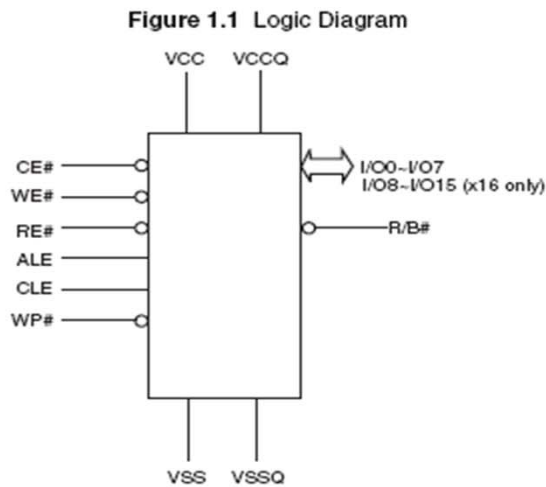 Figure 1.1 Logic Diagram
VCC VCCQ
CE#
WE#
RE#
ALE
CLE
WP#
I/O0~I/O7
I/O8~I/O15 (x16 only)
R/B#
VSS VSSQ